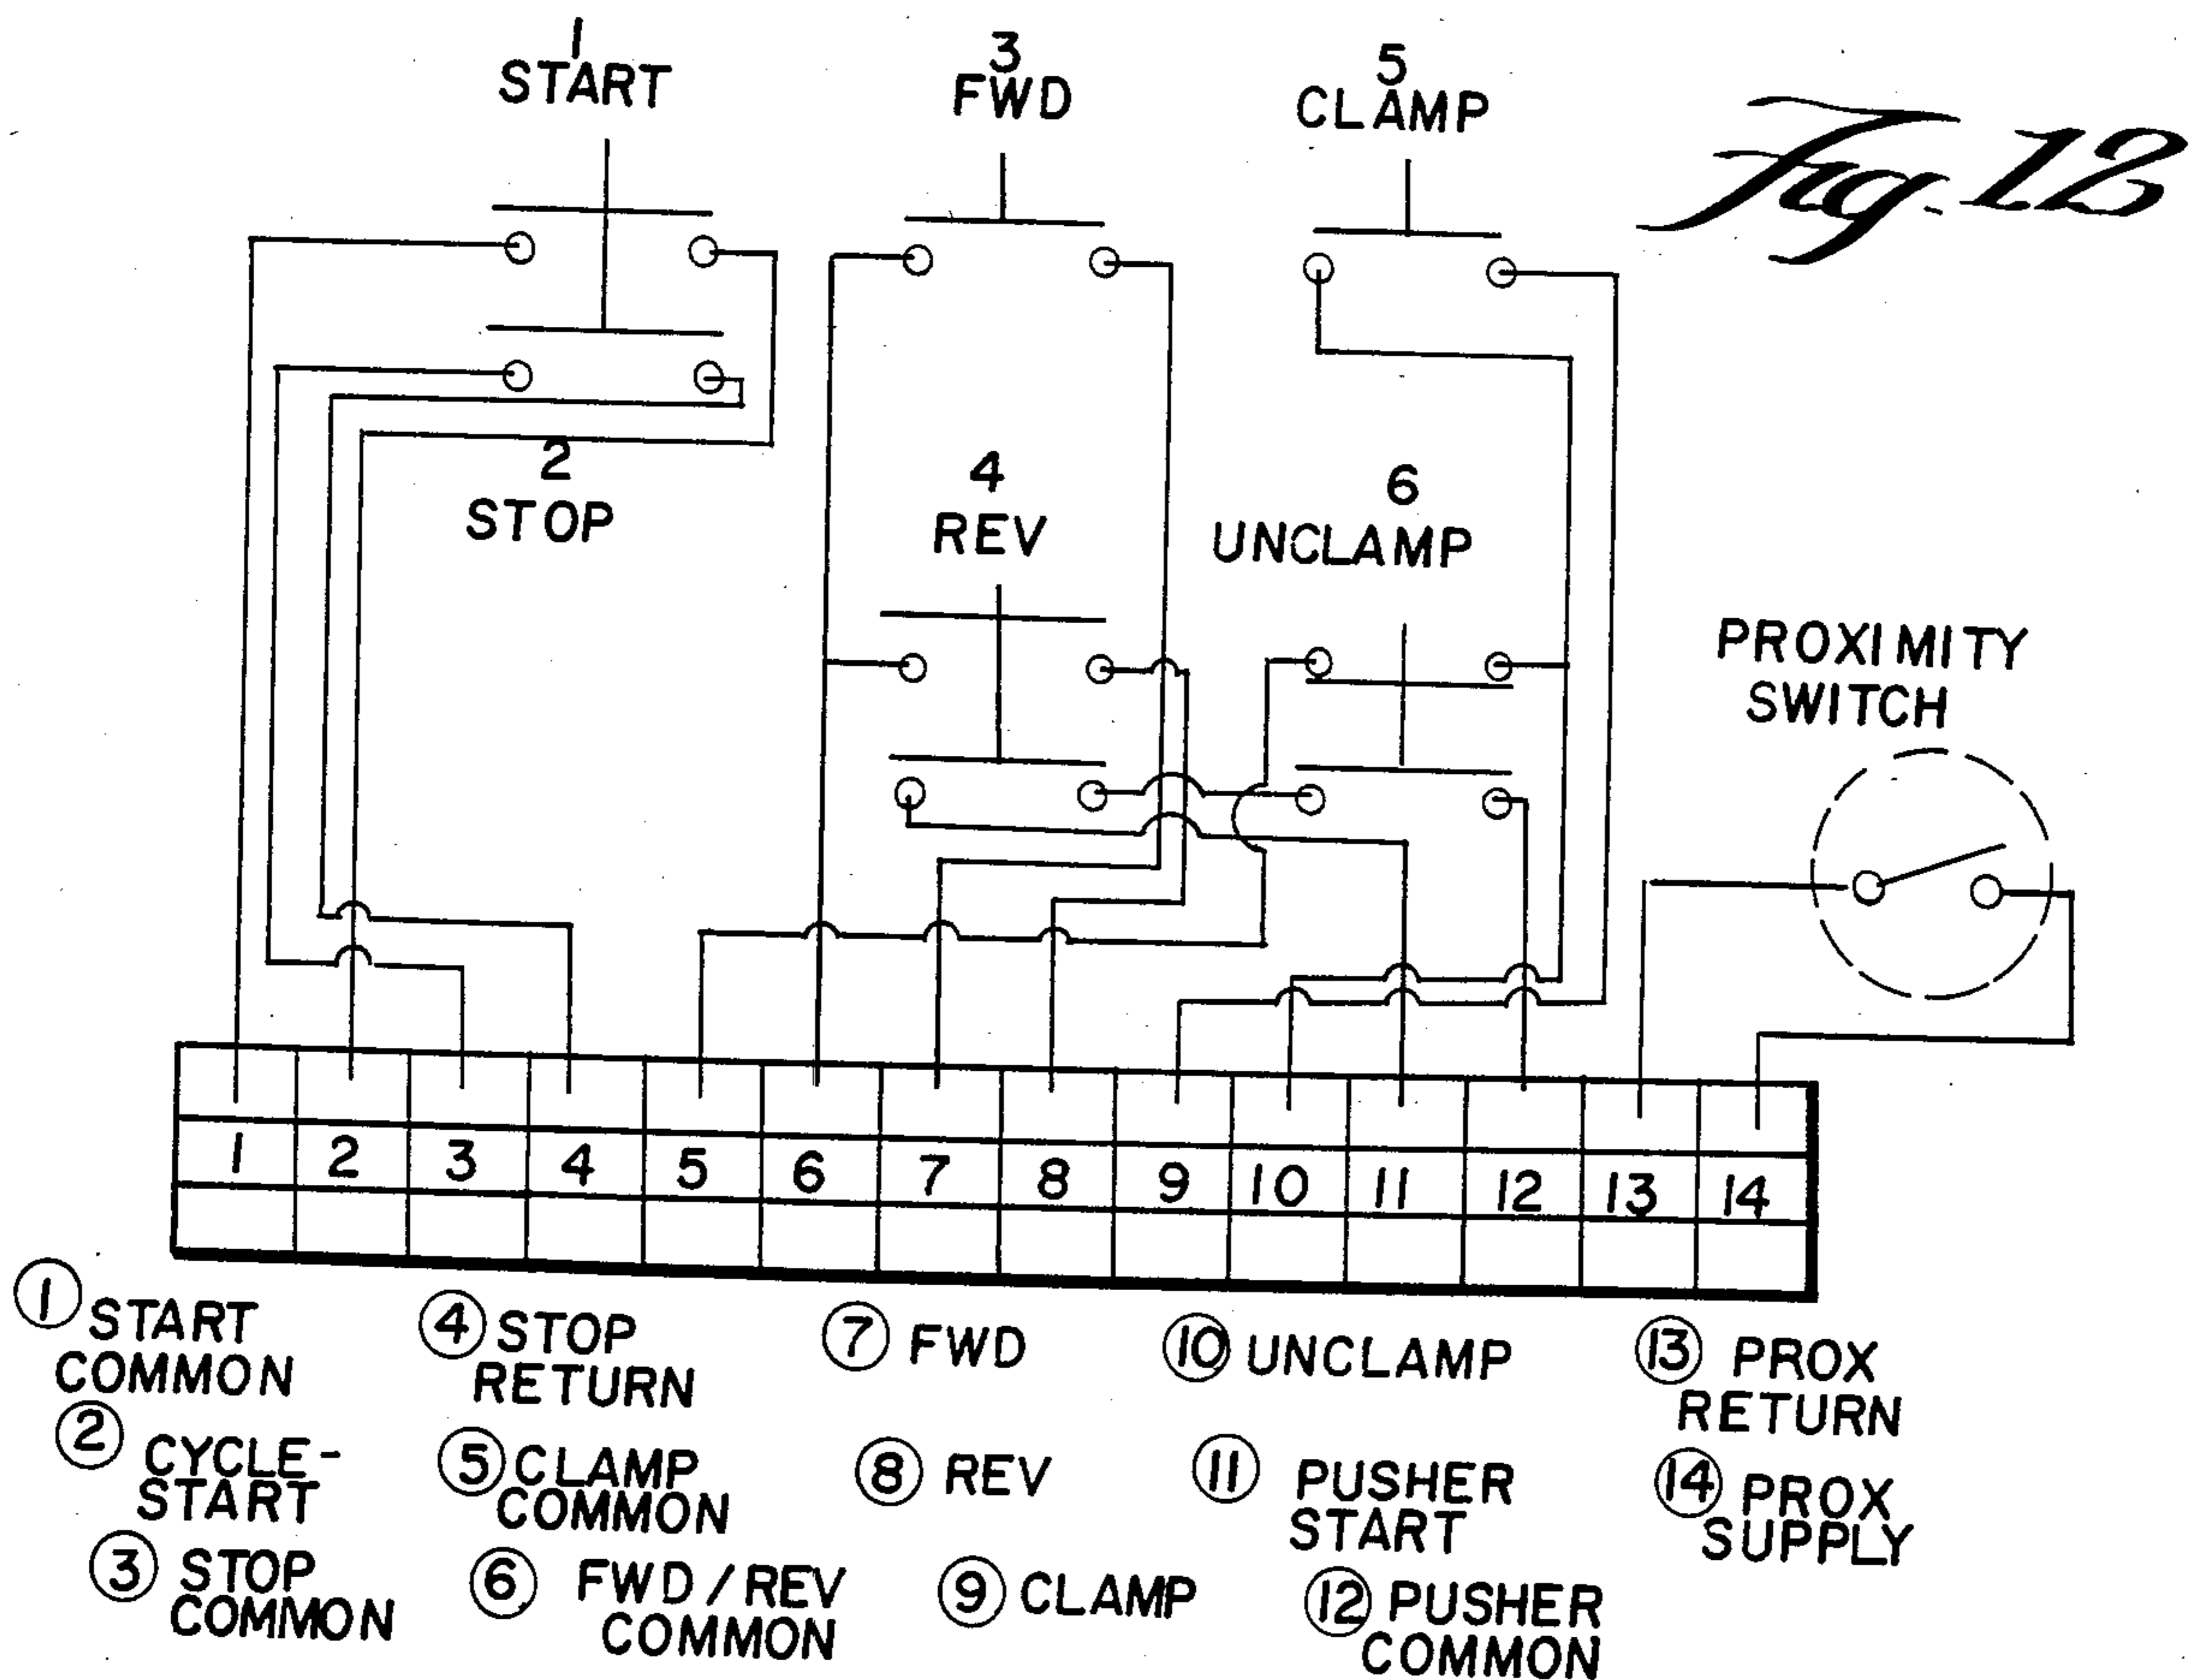 1
START
3
FWD
5
CLAMP
Fig. 12
2
STOP
4
REV
6
UNCLAMP
PROXIMITY
SWITCH
1 2 3 4 5 6 7 8 9 10 11 12 13 14
1 START
COMMON
2 CYCLE-
START
3 STOP
COMMON
4 STOP
RETURN
5 CLAMP
COMMON
6 FWD/REV
COMMON
7 FWD
8 REV
9 CLAMP
10 UNCLAMP
11 PUSHER
START
12 PUSHER
COMMON
13 PROX
RETURN
14 PROX
SUPPLY